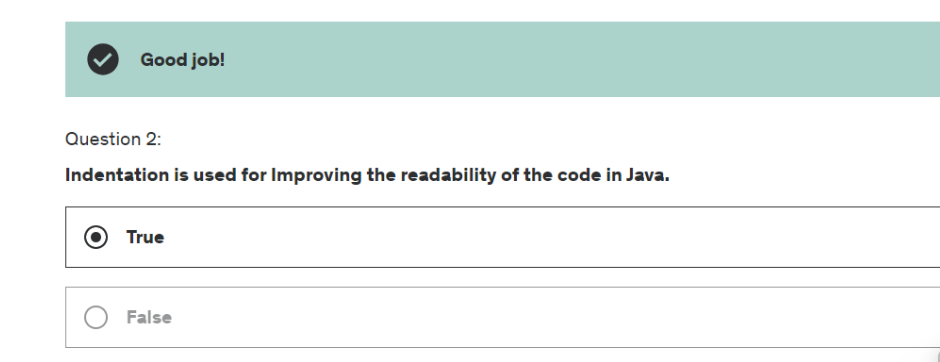 Good job!
Question 2:
Indentation is used for Improving the readability of the code in Java.
True
False